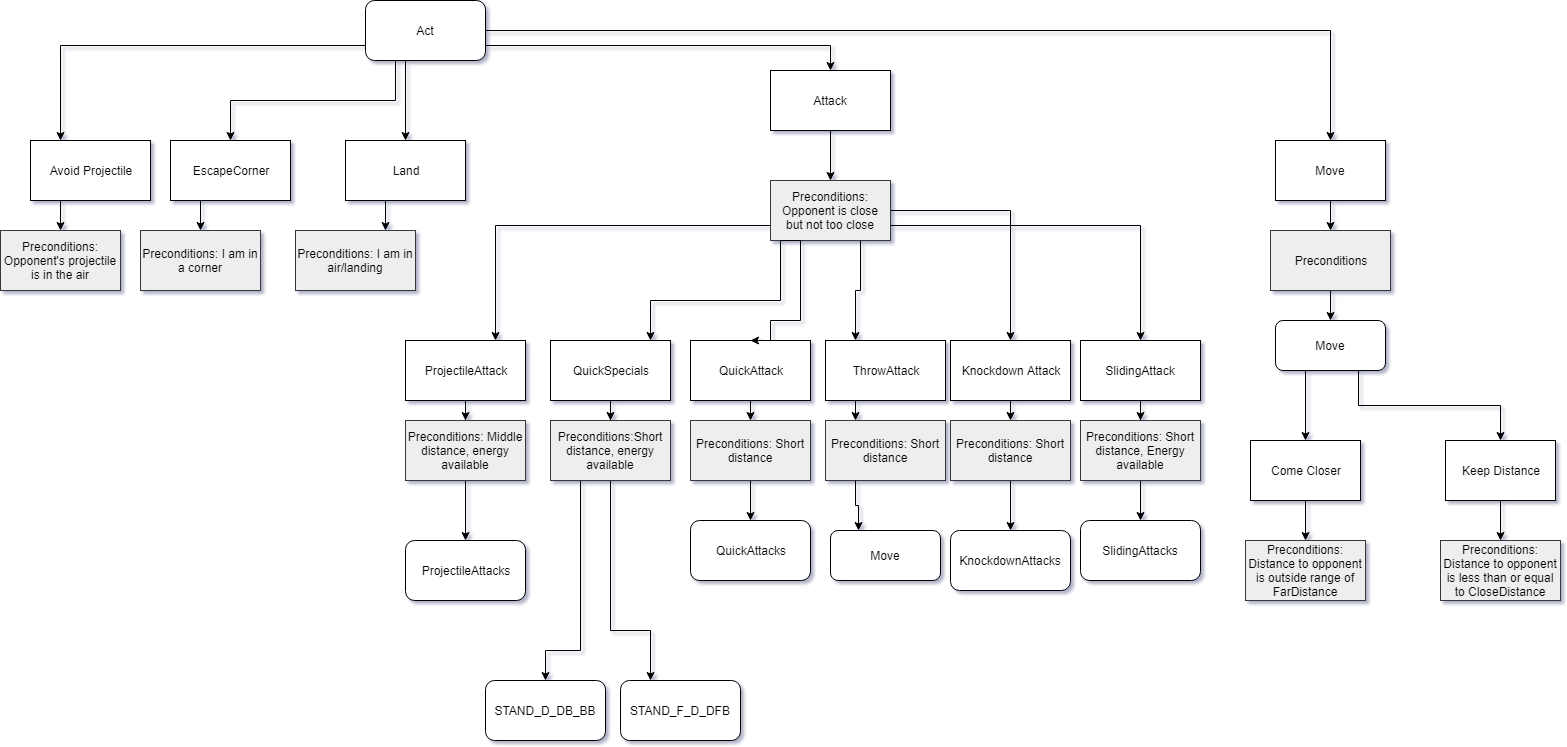 Act
Attack
Avoid Projectile
EscapeCorner
Land
Move
Preconditions:
Opponent is close
but not too close
Preconditions:
Opponent's projectile
is in the air
Preconditions: I am in
a corner
Preconditions: I am in
air/landing
Preconditions
Move
ProjectileAttack
QuickSpecials
QuickAttack
ThrowAttack
Knockdown Attack
SlidingAttack
Preconditions: Middle
distance, energy
available
Preconditions:Short
distance, energy
available
Preconditions: Short
distance
Preconditions: Short
distance
Preconditions: Short
distance
Preconditions: Short
distance, Energy
available
Come Closer
Keep Distance
ProjectileAttacks
QuickAttacks
Move
KnockdownAttacks
SlidingAttacks
Preconditions:
Distance to opponent
is outside range of
FarDistance
Preconditions:
Distance to opponent
is less than or equal
to CloseDistance
STAND_D_DB_BB
STAND_F_D_DFB